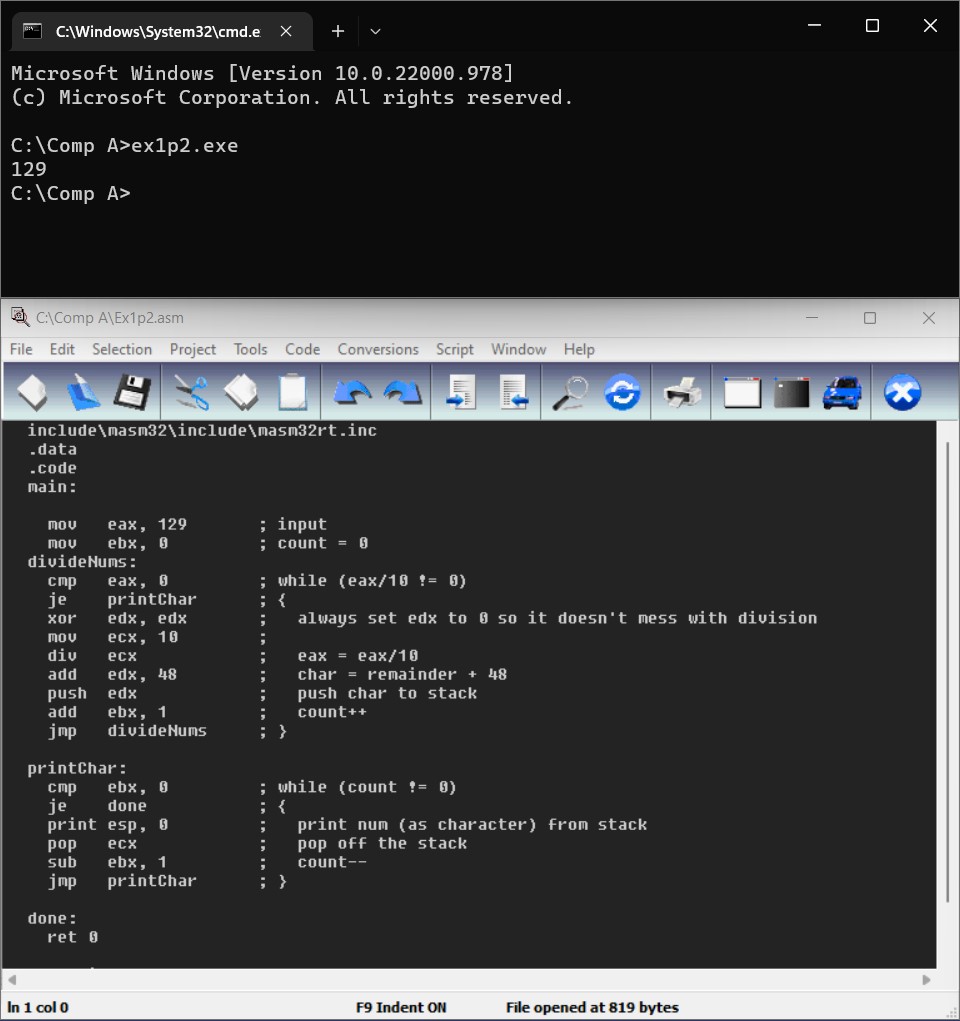 C:\Windows\System32\cmd.e
Microsoft Windows [Version 10.0.22000.978]
(c) Microsoft Corporation. All rights reserved.
C:\Comp A>ex1p2.exe
129
C:\Comp A>
C:\Comp A\Ex1p2.asm
File Edit Selection Project Tools Code Conversions Script Window Help
include\masm32\include\masm32rt.inc
.data
.code
main:
mov eax, 129 ; input
mov ebx, 0 ; count = 0
divideNums:
cmp eax, 0 ; while (eax/10 != 0)
je printChar ; {
xor edx, edx ; always set edx to 0 so it doesn't mess with division
mov ecx, 10 ;
div ecx ; eax = eax/10
add edx, 48 ; char = remainder + 48
push edx ; push char to stack
add ebx, 1 ; count++
jmp divideNums ; }
printChar:
cmp ebx, 0 ; while (count != 0)
je done ; {
print esp, 0 ; print num (as character) from stack
pop ecx ; pop off the stack
sub ebx, 1 ; count--
jmp printChar ; }
done:
ret 0
ln 1 col 0 F9 Indent ON File opened at 819 bytes